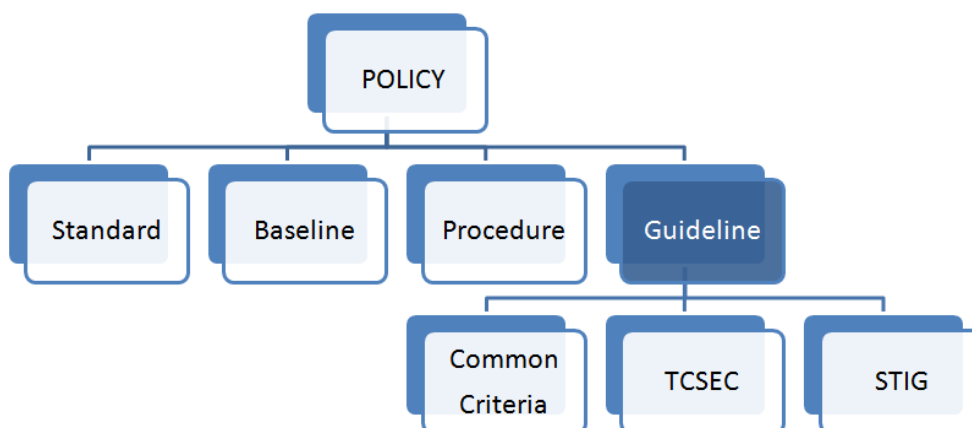 POLICY
Standard
Baseline
Procedure
Guideline
Common
Criteria
TCSEC
STIG